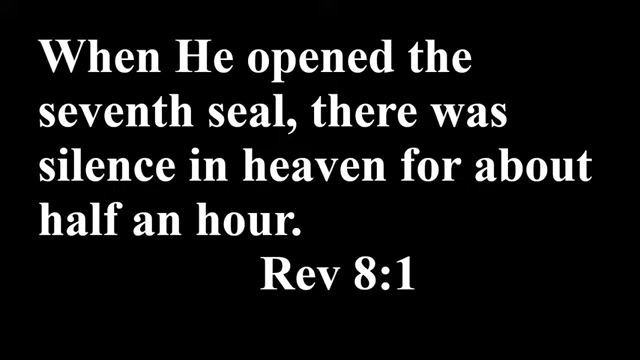 When He opened the
seventh seal, there was
silence in heaven for about
half an hour.
Rev 8:1